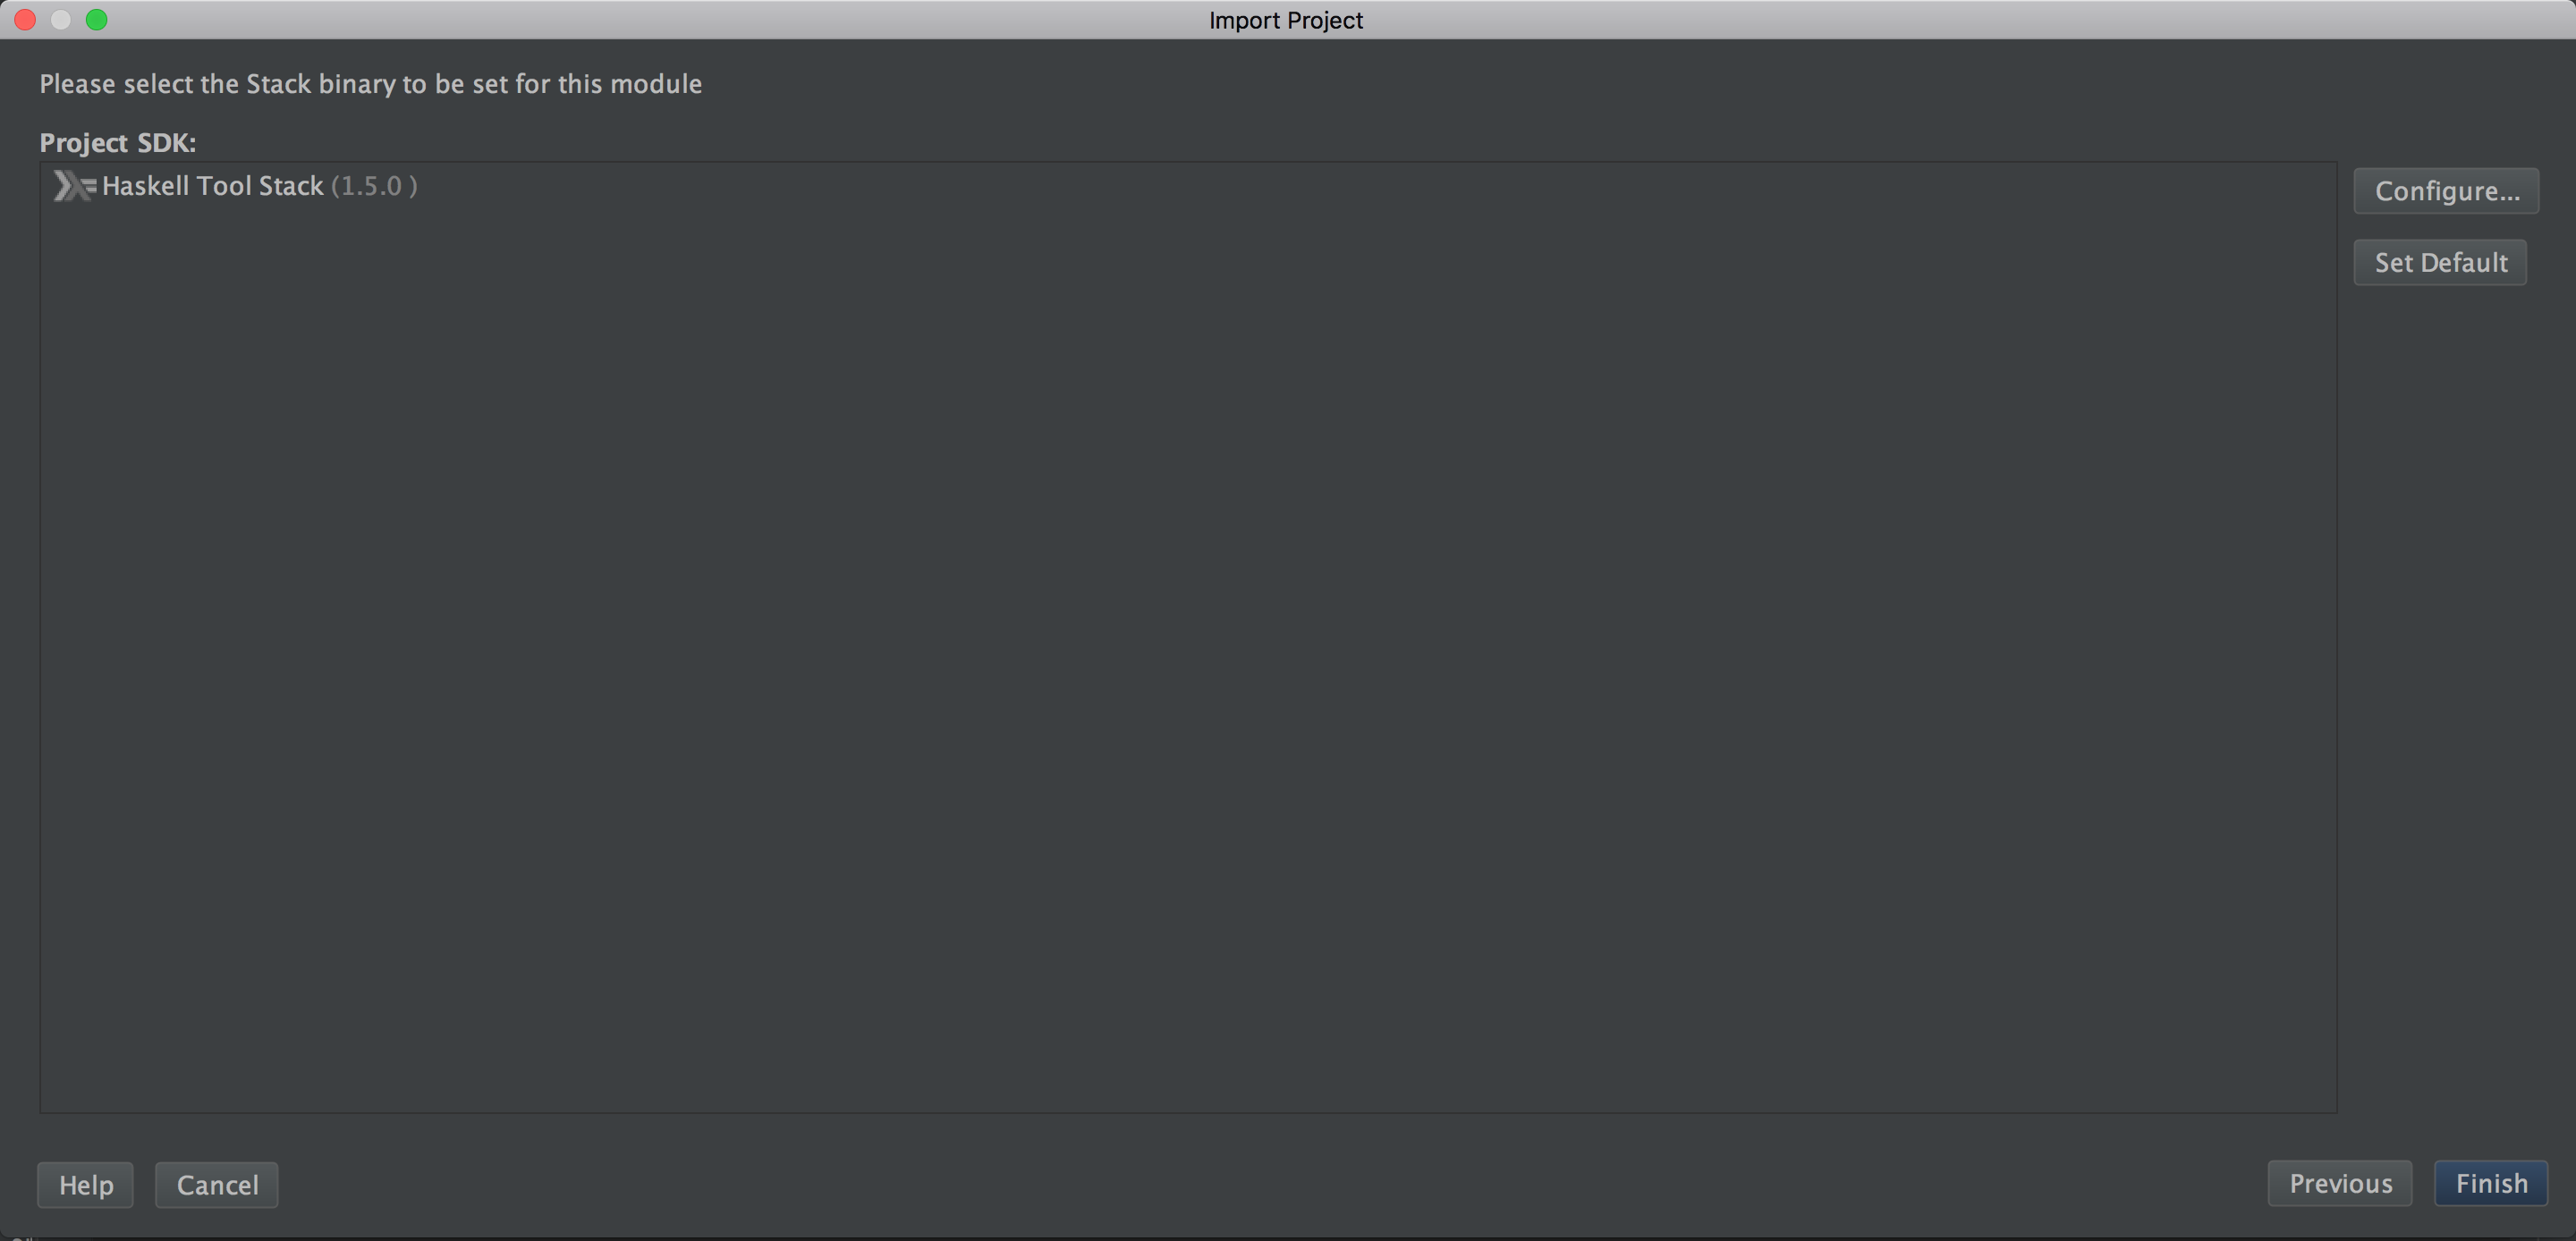 Import Project
Please select the Stack binary to be set for this module
Project SDK:
Haskell Tool Stack (1.5.0 )
Configure...
Set Default
Help
Cancel
Previous
Finish